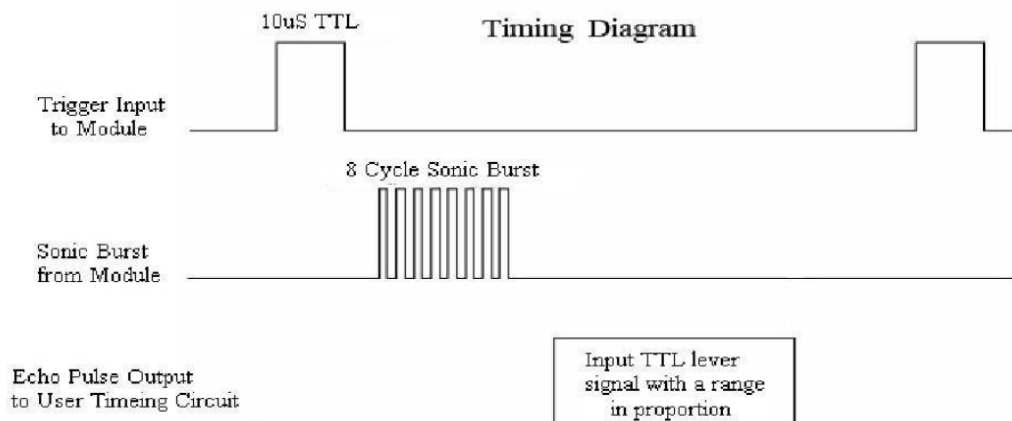 10uS TTL
Timing Diagram
Trigger Input
to Module
8 Cycle Sonic Burst
Sonic Burst
from Module
Echo Pulse Output
to User Timeing Circuit
Input TTL lever
signal with a range
in proportion